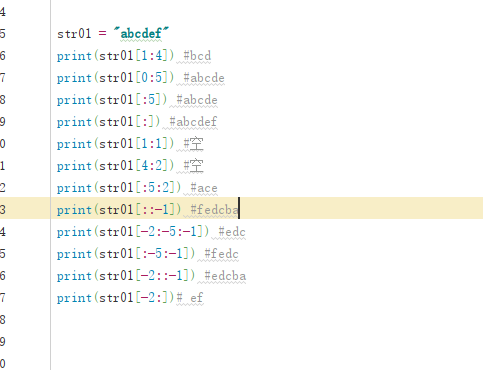 4
5 str01 = "abcdef"
6 print(str01[1:4]) #bcd
7 print(str01[0:5]) #abcde
8 print(str01[:5]) #abcde
9 print(str01[:]) #abcdef
0 print(str01[1:1]) #空
1 print(str01[4:2]) #空
2 print(str01[:5:2]) #ace
3 print(str01[::-1]) #fedcba
4 print(str01[-2:-5:-1]) #edc
5 print(str01[:-5:-1]) #fedc
6 print(str01[-2::-1]) #edcba
7 print(str01[-2:])# ef
8
9
0